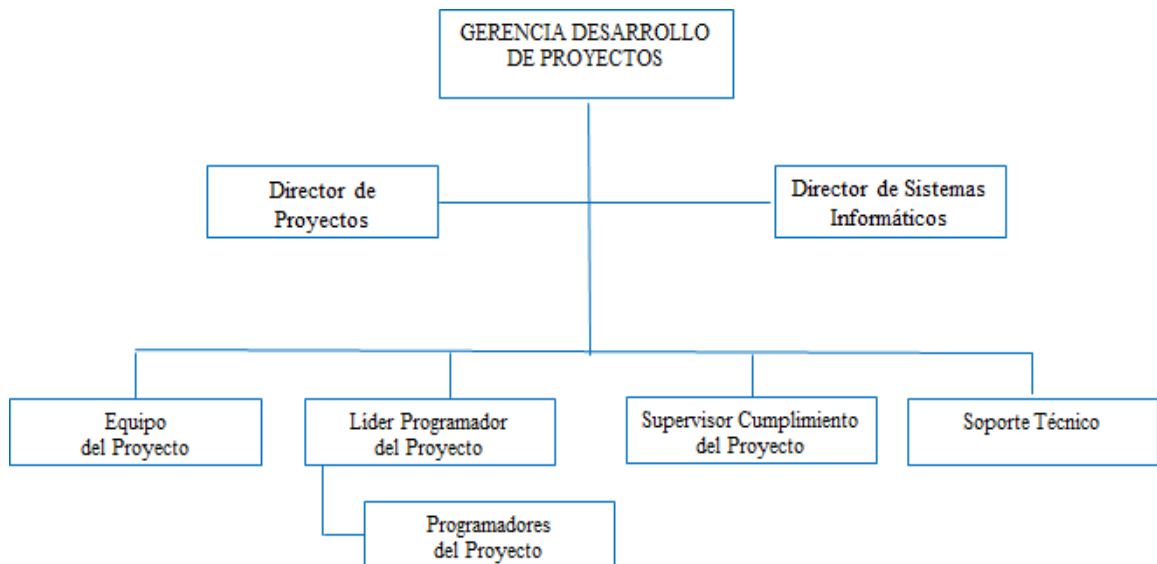 GERENCIA DESARROLLO
DE PROYECTOS
Director de
Proyectos
Director de Sistemas
Informáticos
Equipo
del Proyecto
Líder Programador
del Proyecto
Supervisor Cumplimiento
del Proyecto
Soporte Técnico
Programadores
del Proyecto